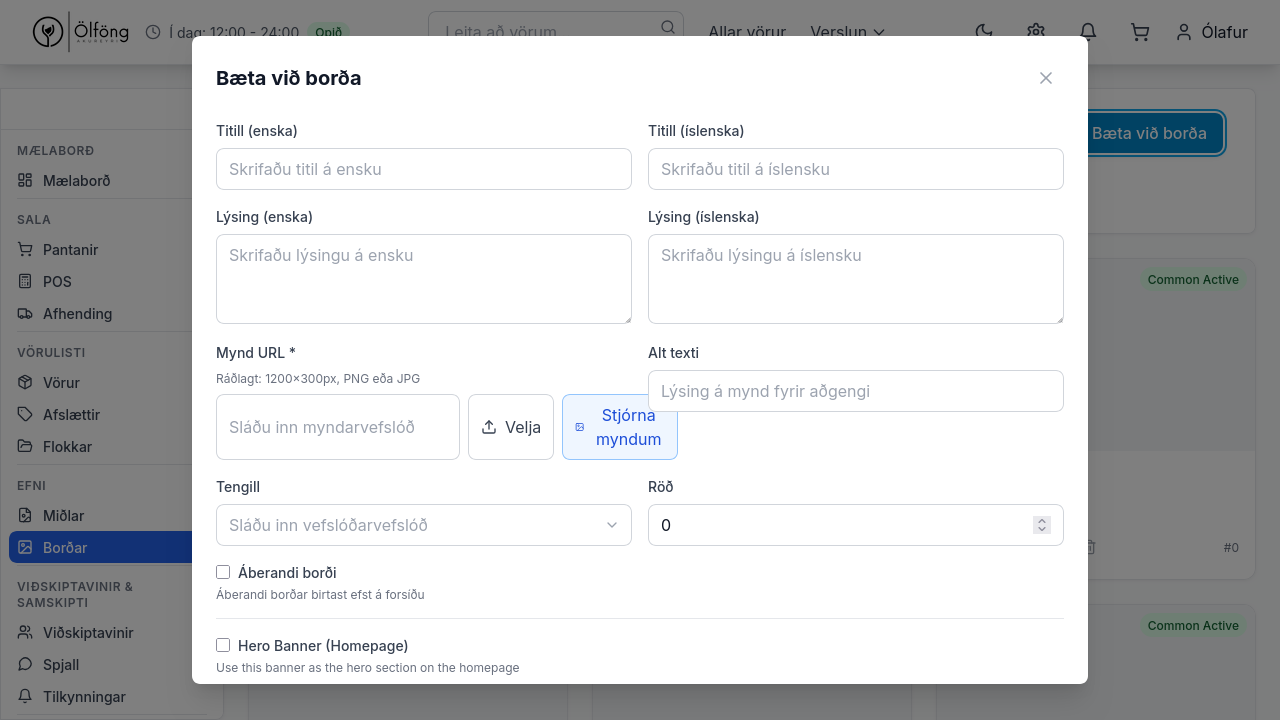 Ölföng
Í dag: 12:00 - 24:00
Opið
Leita að vörum
Allar vörur
Verslun
Ólafur
Bæta við borða
MÆLABORÐ
Mælaborð
SALA
Pantanir
POS
Afhending
VÖRULISTI
Vörur
Afslættir
Flokkar
EFNI
Miðlar
Borðar
VIÐSKIPTAVINIR &
SAMSKIPTI
Viðskiptavinir
Spjall
Tilkynningar
Bæta við borða
Titill (enska)
Skrifaðu titil á ensku
Titill (íslenska)
Skrifaðu titil á íslensku
Lýsing (enska)
Skrifaðu lýsingu á ensku
Lýsing (íslenska)
Skrifaðu lýsingu á íslensku
Mynd URL *
Ráðlagt: 1200×300px, PNG eða JPG
Sláðu inn myndarvefslóð
Velja
Stjórna
myndum
Alt texti
Lýsing á mynd fyrir aðgengi
Tengill
Sláðu inn vefslóðarvefslóð
Röð
0
Áberandi borði
Áberandi borðar birtast efst á forsíðu
Hero Banner (Homepage)
Use this banner as the hero section on the homepage
Common Active
#0
Common Active